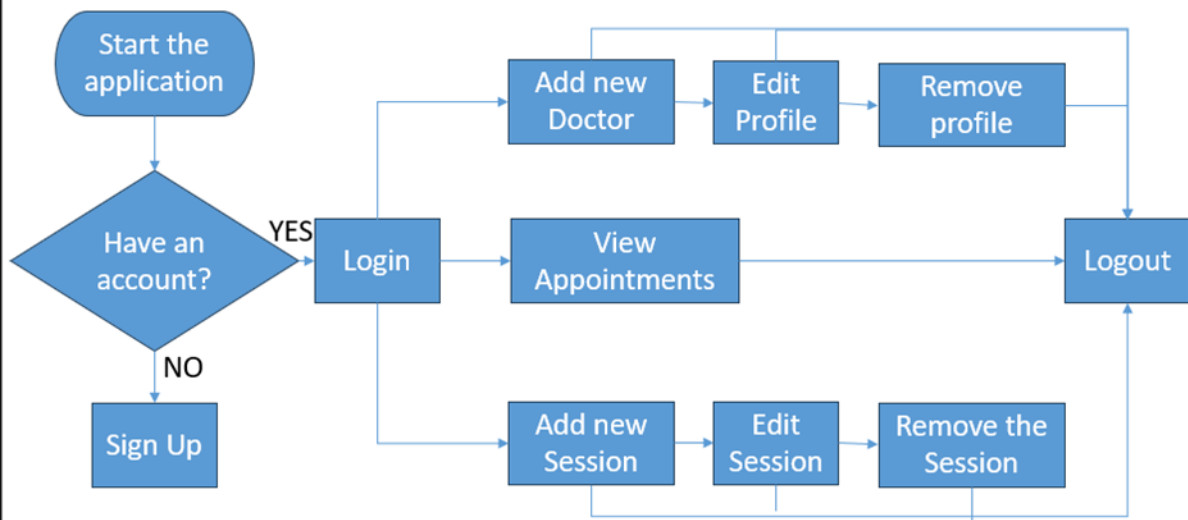 Start the
application
Have an
account?
YES
NO
Sign Up
Login
Add new
Doctor
Edit
Profile
Remove
profile
View
Appointments
Logout
Add new
Session
Edit
Session
Remove the
Session